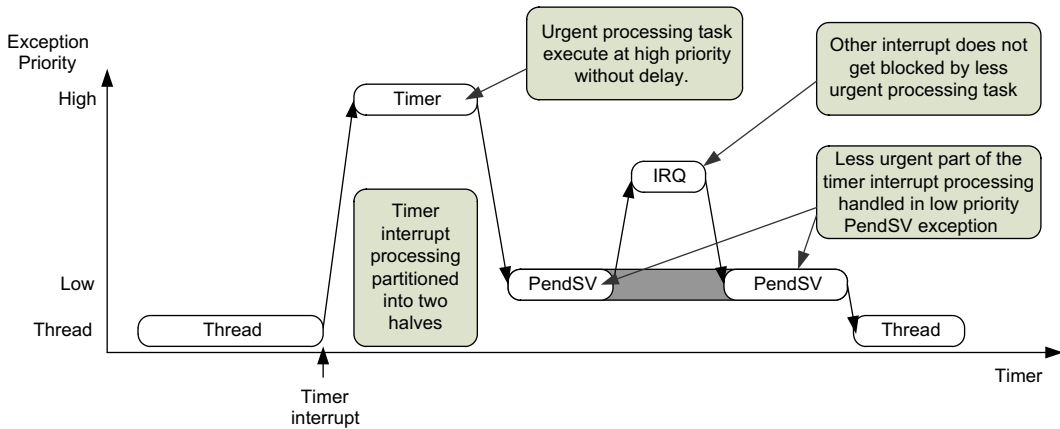 Exception
Priority
High
Low
Thread
Thread
Timer
interrupt
Timer
Timer
interrupt
processing
partitioned
into two
halves
Urgent processing task
execute at high priority
without delay.
PendSV
IRQ
PendSV
Other interrupt does not
get blocked by less
urgent processing task
Less urgent part of the
timer interrupt processing
handled in low priority
PendSV exception
Thread
Timer